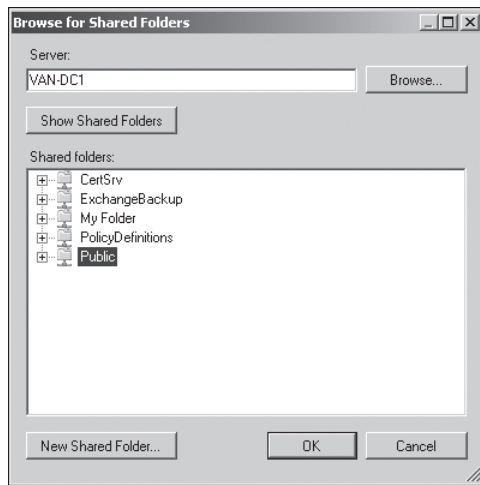 Browse for Shared Folders
Server:
VAN-DC1
Browse...
Show Shared Folders
Shared folders:
CertSrv
ExchangeBackup
My Folder
PolicyDefinitions
Public
New Shared Folder...
OK
Cancel